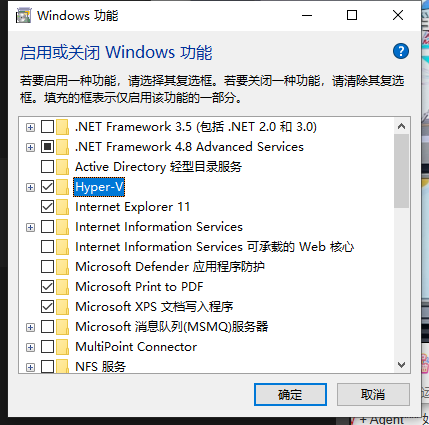 Windows 功能
启用或关闭 Windows 功能
若要启用一种功能，请选择其复选框。若要关闭一种功能，请清除其复选
框。填充的框表示仅启用该功能的一部分。
.NET Framework 3.5 (包括 .NET 2.0 和 3.0)
.NET Framework 4.8 Advanced Services
Active Directory 轻型目录服务
Hyper-V
Internet Explorer 11
Internet Information Services
Internet Information Services 可承载的 Web 核心
Microsoft Defender 应用程序防护
Microsoft Print to PDF
Microsoft XPS 文档写入程序
Microsoft 消息队列(MSMQ)服务器
MultiPoint Connector
NFS 服务
确定
取消
+ Agent